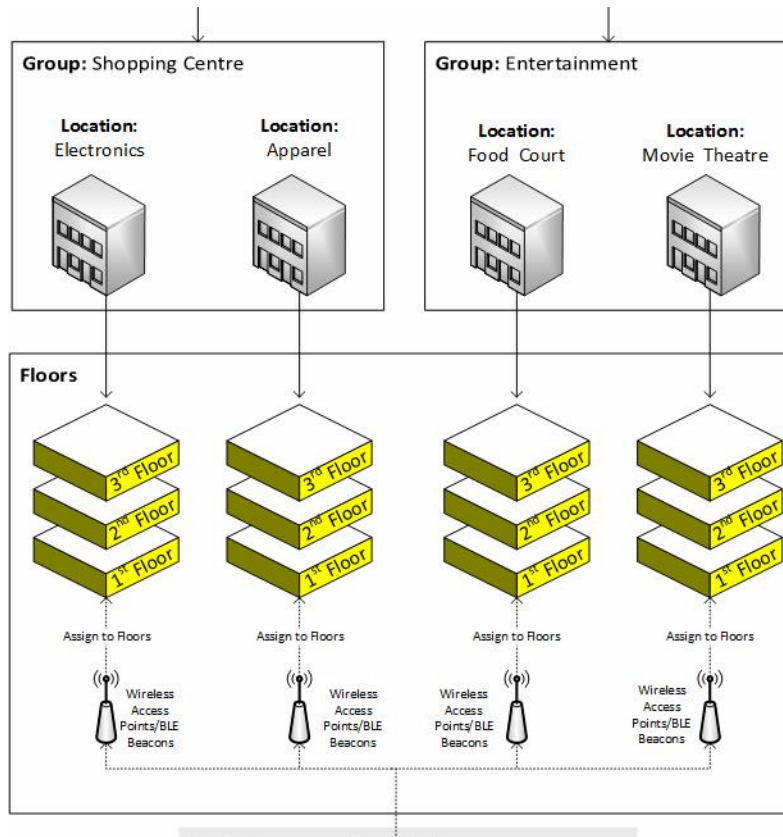 Group: Shopping Centre
Location:
Electronics
Location:
Apparel
Group: Entertainment
Location:
Food Court
Location:
Movie Theatre
Floors
3rd Floor
2nd Floor
1st Floor
3rd Floor
2nd Floor
1st Floor
3rd Floor
2nd Floor
1st Floor
3rd Floor
2nd Floor
1st Floor
Assign to Floors
Assign to Floors
Assign to Floors
Assign to Floors
Wireless
Access
Points/BLE
Beacons
Wireless
Access
Points/BLE
Beacons
Wireless
Access
Points/BLE
Beacons
Wireless
Access
Points/BLE
Beacons